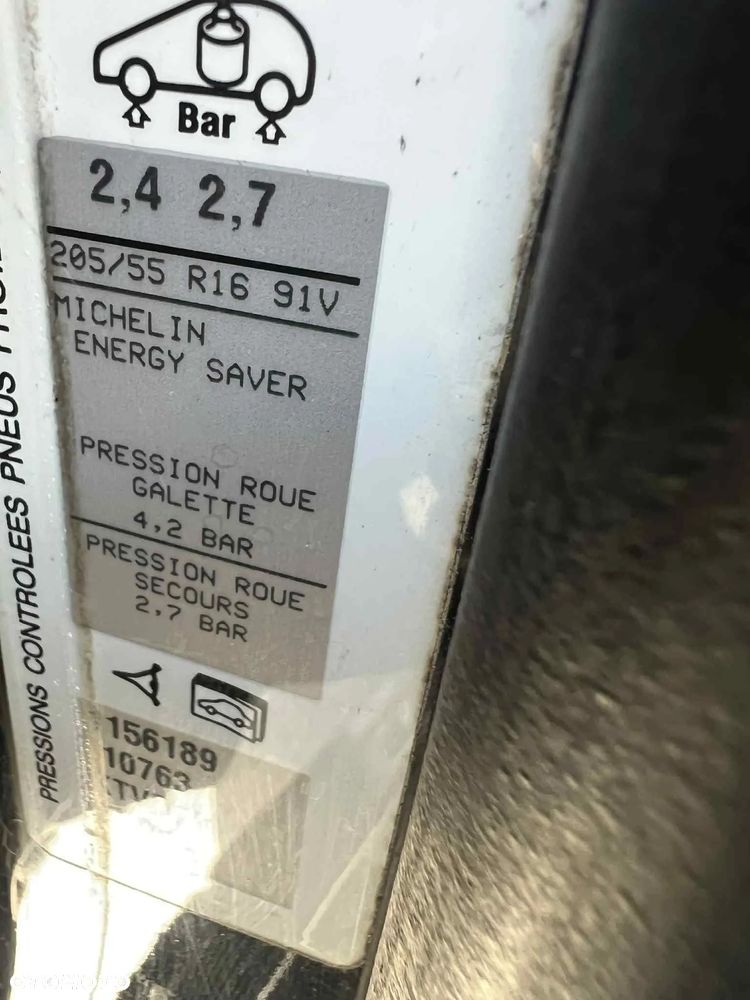 Bar
2,4 2,7
205/55 R16 91V
MICHELIN
ENERGY SAVER
PRESSION ROUE
GALETTE
4,2 BAR
PRESSION ROUE
SECOURS
2,7 BAR
156189
10763
PRESSIONS CONTROLEES PNEUS